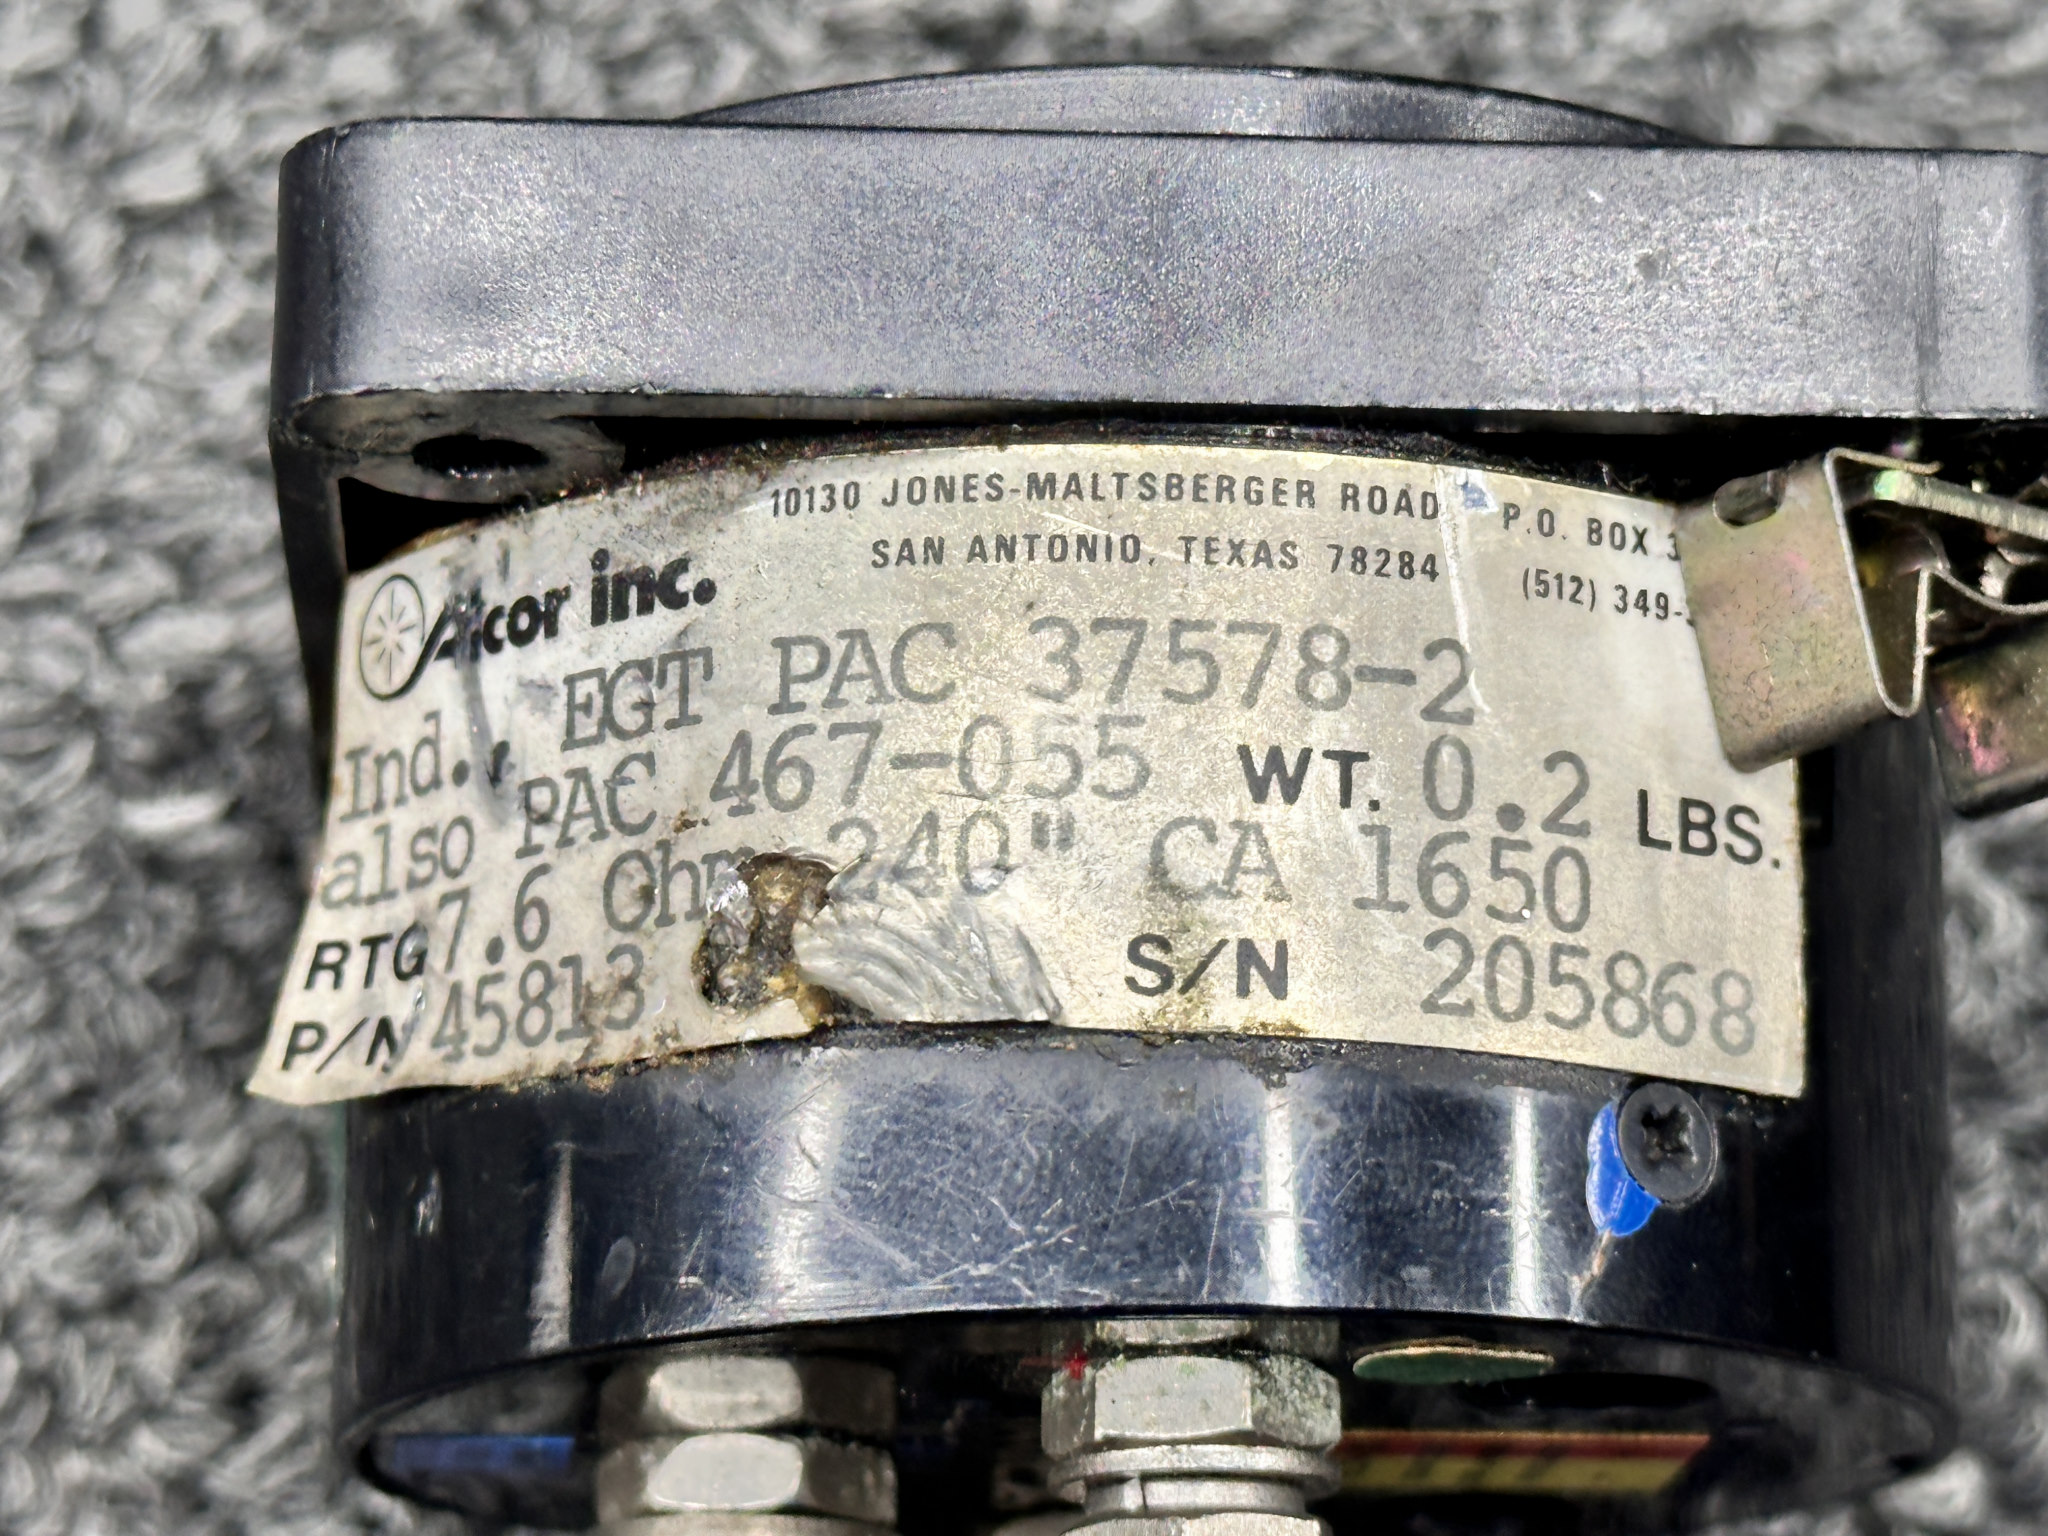 10130 JONES-MALTSBERGER ROAD P.O. BOX
SAN ANTONIO, TEXAS 78284 (512) 349-
Alcor inc.
Ind., EGT PAC 37578-2
also PAC 467-055 WT. 0.2 LBS.
RTG 7.6 Ohm 240" CA 1650
P/N 45813 S/N 205868